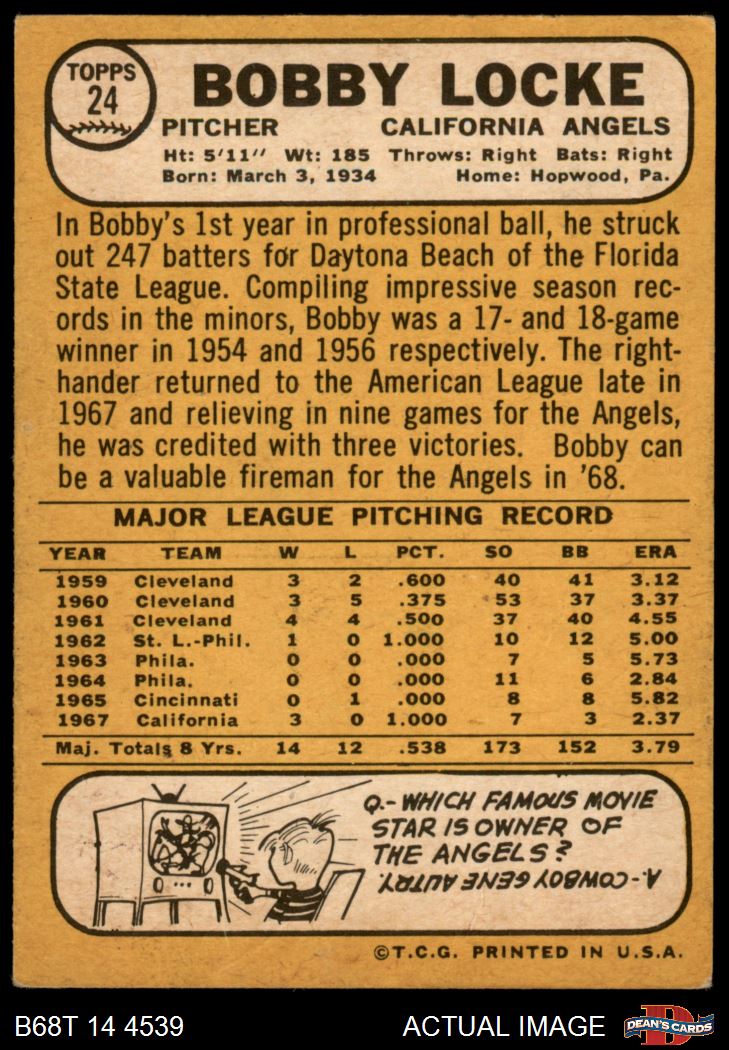 TOPPS
24
BOBBY LOCKE
PITCHER CALIFORNIA ANGELS
Ht: 5'11" Wt: 185 Throws: Right Bats: Right
Born: March 3, 1934 Home: Hopwood, Pa.
In Bobby's 1st year in professional ball, he struck
out 247 batters for Daytona Beach of the Florida
State League. Compiling impressive season rec-
ords in the minors, Bobby was a 17- and 18-game
winner in 1954 and 1956 respectively. The right-
hander returned to the American League late in
1967 and relieving in nine games for the Angels,
he was credited with three victories. Bobby can
be a valuable fireman for the Angels in '68.
MAJOR LEAGUE PITCHING RECORD
YEAR TEAM W L PCT. SO BB ERA
1959 Cleveland 3 2 .600 40 41 3.12
1960 Cleveland 3 5 .375 53 37 3.37
1961 Cleveland 4 4 .500 37 40 4.55
1962 St. L.-Phil. 1 0 1.000 10 12 5.00
1963 Phila. 0 0 .000 7 5 5.73
1964 Phila. 0 0 .000 11 6 2.84
1965 Cincinnati 0 1 .000 8 8 5.82
1967 California 3 0 1.000 7 3 2.37
Maj. Totals 8 Yrs. 14 12 .538 173 152 3.79
Q.- WHICH FAMOUS MOVIE
STAR IS OWNER OF
THE ANGELS?
A.- COWBOY GENE AUTRY.
©T.C.G. PRINTED IN U.S.A.
B68T 14 4539 ACTUAL IMAGE
DEAN'S CARDS